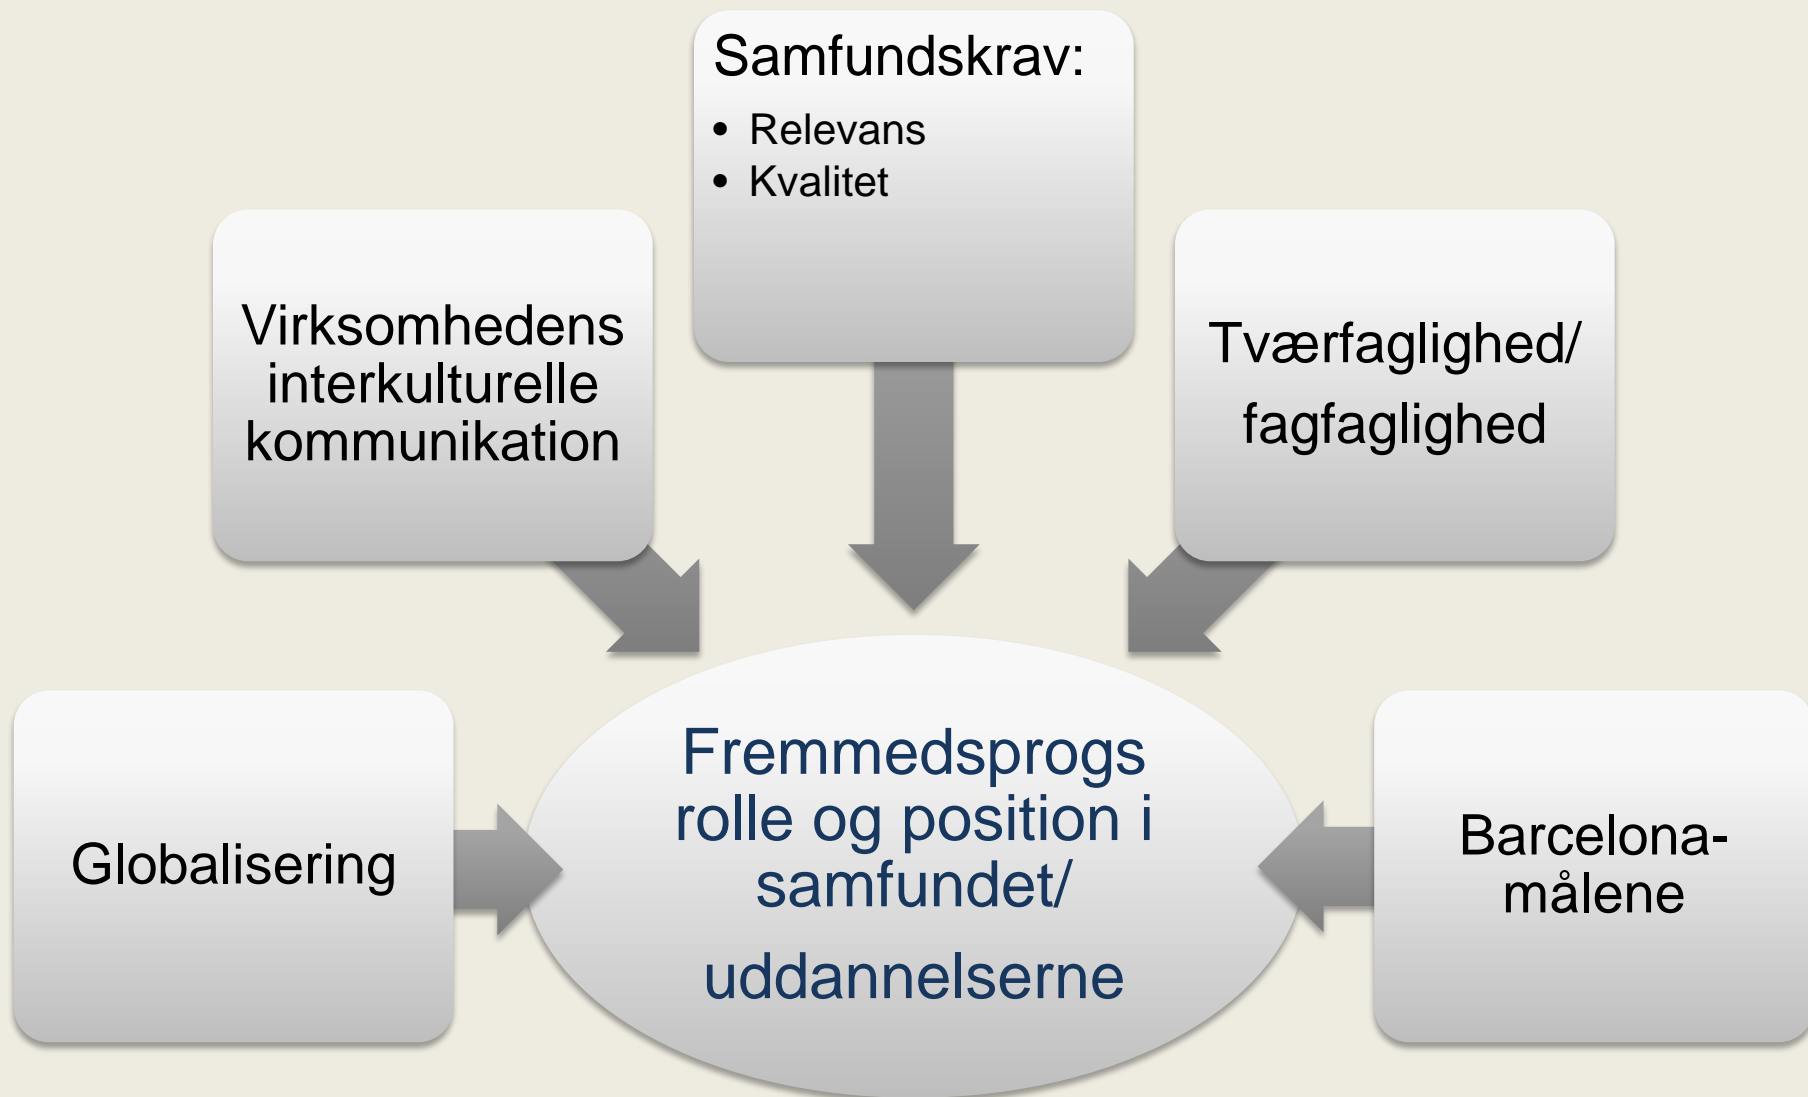 Samfundskrav:
• Relevans
• Kvalitet
Virksomhedens
interkulturelle
kommunikation
Tværfaglighed/
fagfaglighed
Globalisering
Fremmedsprogs
rolle og position i
samfundet/
uddannelserne
Barcelona-
målene